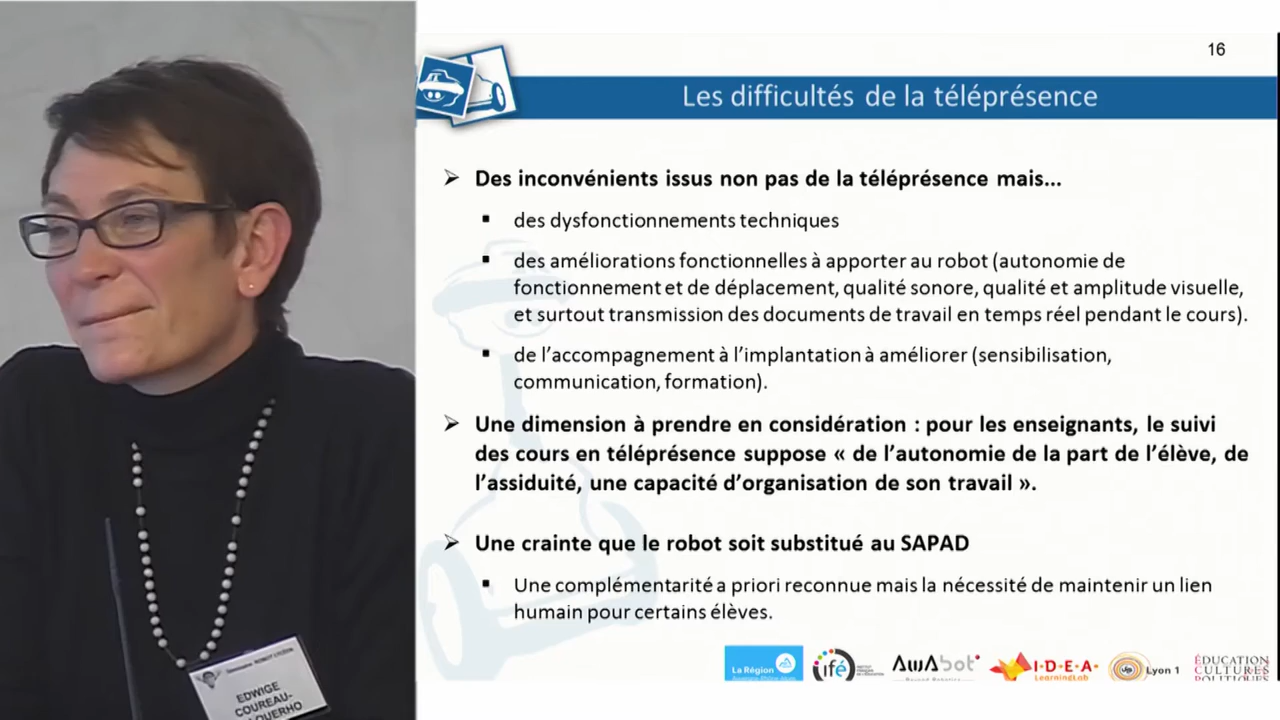 16
Les difficultés de la téléprésence
Des inconvénients issus non pas de la téléprésence mais...
des dysfonctionnements techniques
des améliorations fonctionnelles à apporter au robot (autonomie de
fonctionnement et de déplacement, qualité sonore, qualité et amplitude visuelle,
et surtout transmission des documents de travail en temps réel pendant le cours).
de l'accompagnement à l'implantation à améliorer (sensibilisation,
communication, formation).
Une dimension à prendre en considération : pour les enseignants, le suivi
des cours en téléprésence suppose « de l'autonomie de la part de l'élève, de
l'assiduité, une capacité d'organisation de son travail ».
Une crainte que le robot soit substitué au SAPAD
Une complémentarité a priori reconnue mais la nécessité de maintenir un lien
humain pour certains élèves.
La Région
ifé
AwAbot
I·D·E·A·
LearningLab
Lyon 1
ÉDUCATION
CULTURES
POLITIQUES
EDWIGE
COUREAU-